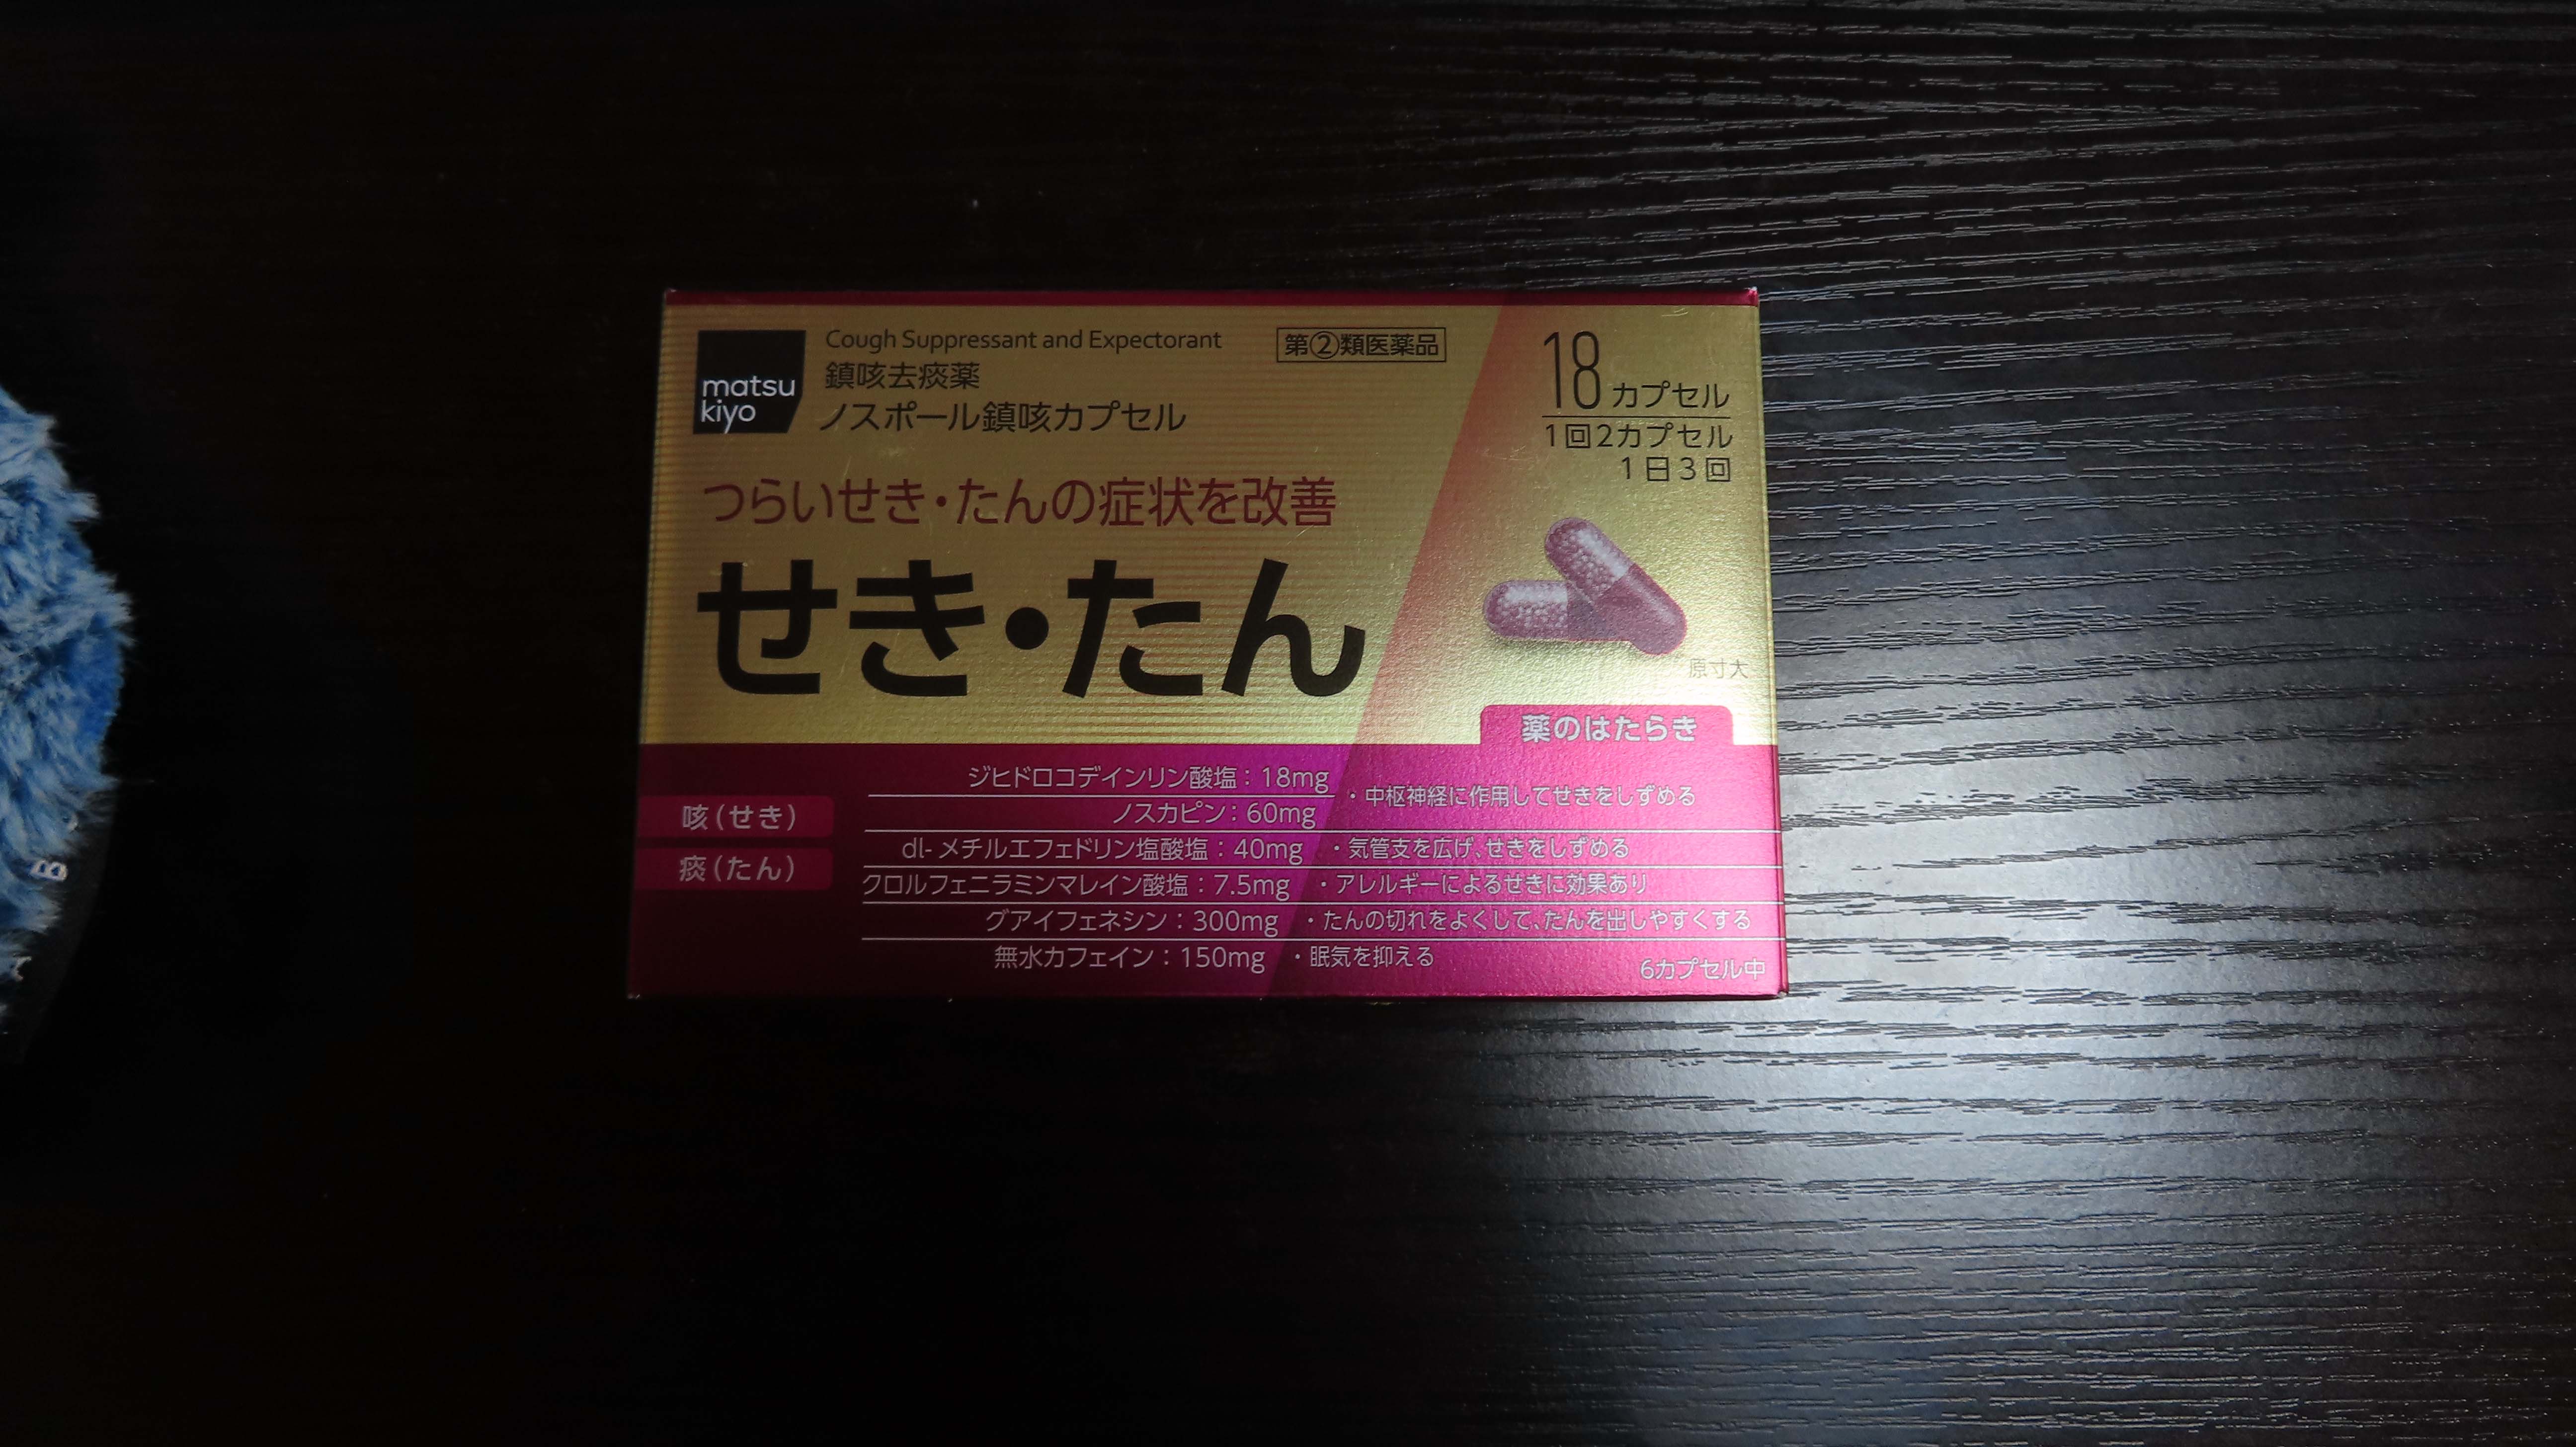 matsu
kiyo
Cough Suppressant and Expectorant
鎮咳去痰薬
ノスポール鎮咳カプセル
第②類医薬品
18カプセル
1回2カプセル
1日3回
つらいせき・たんの症状を改善
せき・たん
原寸大
薬のはたらき
咳(せき)
痰(たん)
ジヒドロコデインリン酸塩:18mg
ノスカピン:60mg
・中枢神経に作用してせきをしずめる
dl-メチルエフェドリン塩酸塩:40mg ・気管支を広げ、せきをしずめる
クロルフェニラミンマレイン酸塩:7.5mg ・アレルギーによるせきに効果あり
グアイフェネシン:300mg ・たんの切れをよくして、たんを出しやすくする
無水カフェイン:150mg ・眠気を抑える
6カプセル中